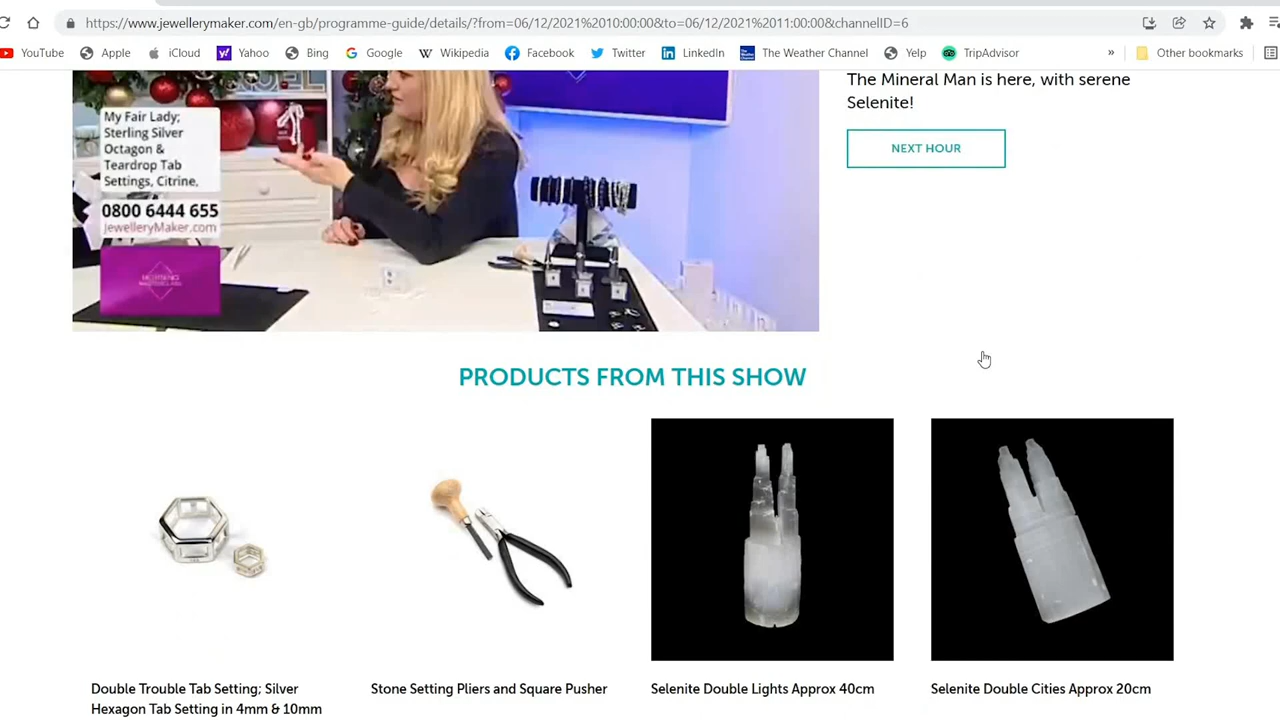 https://www.jewellerymaker.com/en-gb/programme-guide/details/?from=06/12/2021%2010:00:00&to=06/12/2021%2011:00:00&channelID=6
YouTube Apple iCloud Yahoo Bing Google Wikipedia Facebook Twitter LinkedIn The Weather Channel Yelp TripAdvisor » Other bookmarks
The Mineral Man is here, with serene
Selenite!
NEXT HOUR
NOEL
My Fair Lady;
Sterling Silver
Octagon &
Teardrop Tab
Settings, Citrine,
0800 6444 655
JewelleryMaker.com
MORNING
MASTERCLASS
PRODUCTS FROM THIS SHOW
Double Trouble Tab Setting; Silver
Hexagon Tab Setting in 4mm & 10mm
Stone Setting Pliers and Square Pusher
Selenite Double Lights Approx 40cm
Selenite Double Cities Approx 20cm